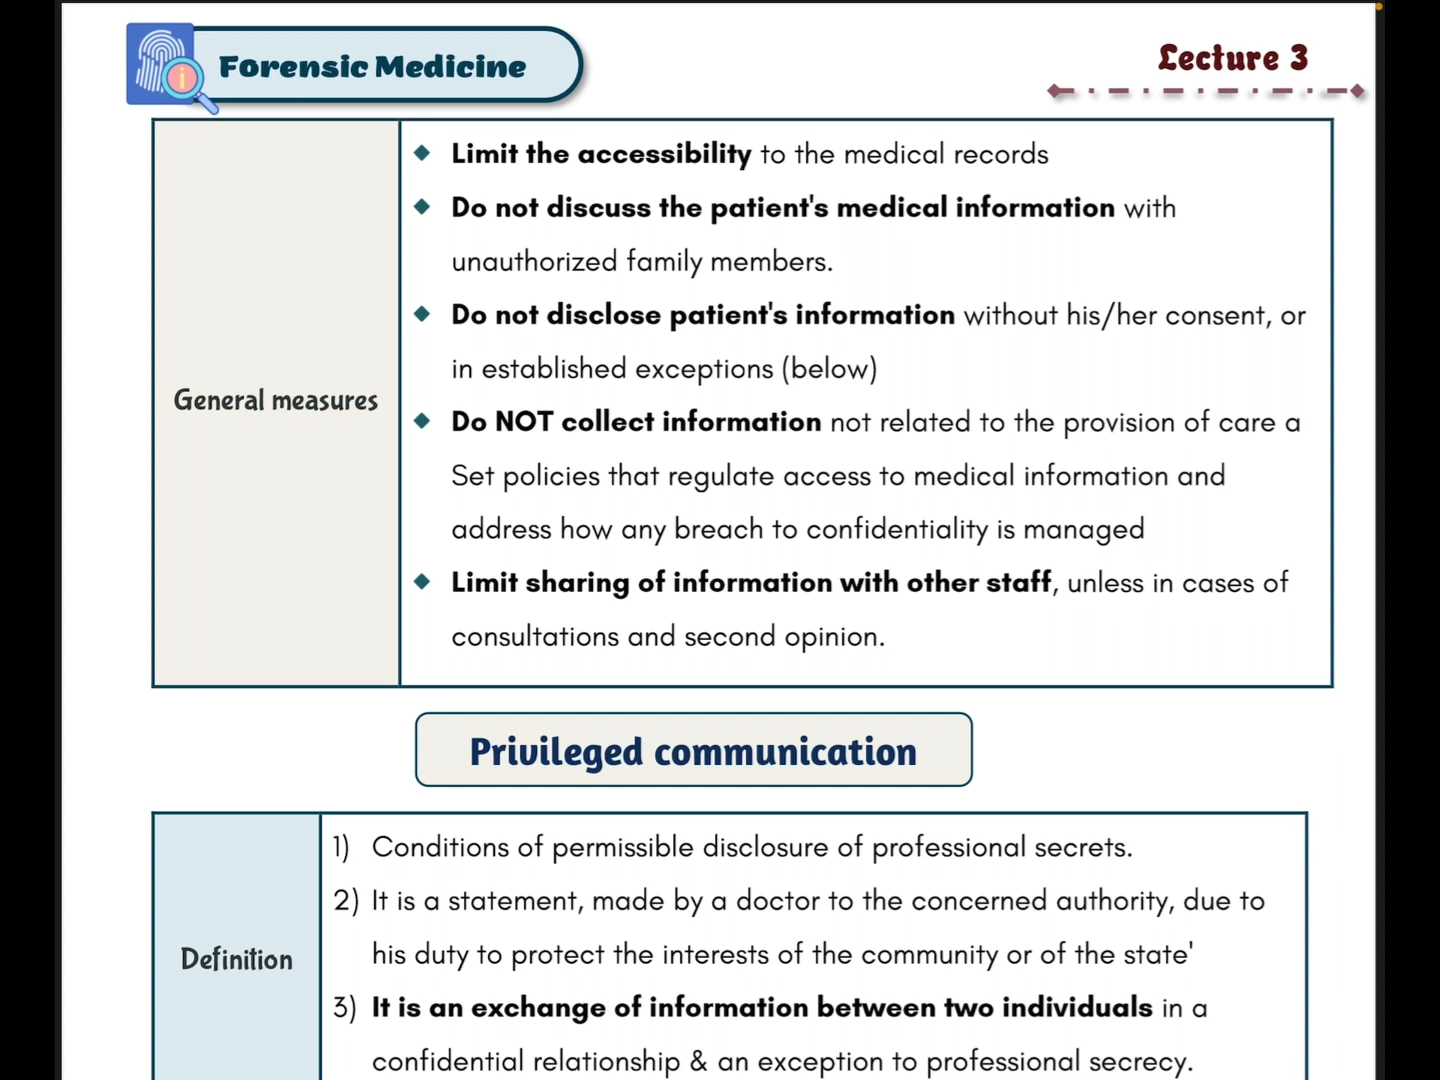 Forensic Medicine
Lecture 3
General measures
Limit the accessibility to the medical records
Do not discuss the patient's medical information with
unauthorized family members.
Do not disclose patient's information without his/her consent, or
in established exceptions (below)
Do NOT collect information not related to the provision of care a
Set policies that regulate access to medical information and
address how any breach to confidentiality is managed
Limit sharing of information with other staff, unless in cases of
consultations and second opinion.
Privileged communication
Definition
1) Conditions of permissible disclosure of professional secrets.
2) It is a statement, made by a doctor to the concerned authority, due to
his duty to protect the interests of the community or of the state'
3) It is an exchange of information between two individuals in a
confidential relationship & an exception to professional secrecy.